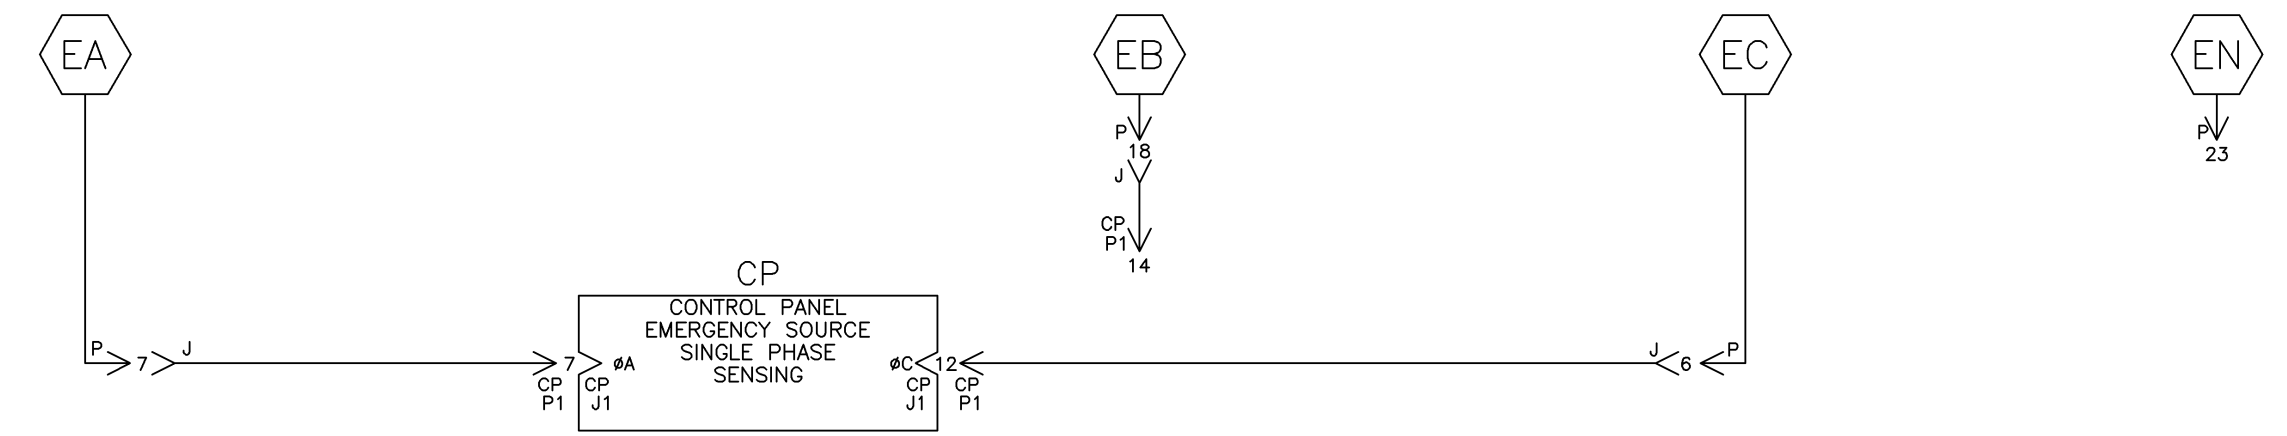 EA
EB
EC
EN
P
18
J
P
23
CP
P1
14
CP
CONTROL PANEL
EMERGENCY SOURCE
SINGLE PHASE
SENSING
P
7
J
7
øA
øC
12
J
6
P
CP
P1
CP
J1
CP
J1
CP
P1